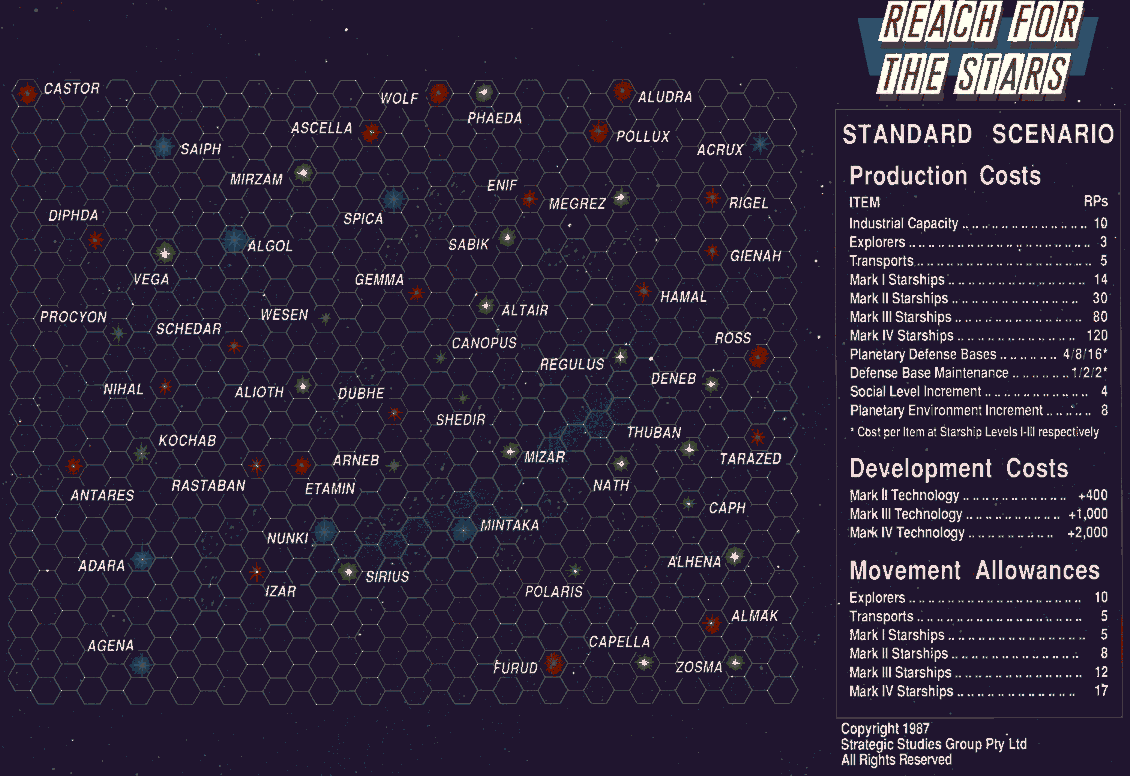 REACH FOR
THE STARS
CASTOR
WOLF
PHAEDA
ALUDRA
ASCELLA
POLLUX
SAIPH
ACRUX
MIRZAM
ENIF
MEGREZ
RIGEL
DIPHDA
SPICA
ALGOL
SABIK
GIENAH
VEGA
GEMMA
HAMAL
PROCYON
SCHEDAR
WESEN
ALTAIR
CANOPUS
ROSS
REGULUS
NIHAL
ALIOTH
DUBHE
DENEB
SHEDIR
KOCHAB
THUBAN
ARNEB
MIZAR
TARAZED
ANTARES
RASTABAN
ETAMIN
NATH
CAPH
NUNKI
MINTAKA
ADARA
ALHENA
IZAR
SIRIUS
POLARIS
ALMAK
AGENA
CAPELLA
FURUD
ZOSMA
STANDARD SCENARIO
Production Costs
ITEM RPs
Industrial Capacity .................... 10
Explorers .................... 3
Transports .................... 5
Mark I Starships .................... 14
Mark II Starships .................... 30
Mark III Starships .................... 80
Mark IV Starships .................... 120
Planetary Defense Bases .......... 4/8/16*
Defense Base Maintenance .......... 1/2/2*
Social Level Increment .................... 4
Planetary Environment Increment ........ 8
* Cost per Item at Starship Levels I-III respectively
Development Costs
Mark II Technology .................... +400
Mark III Technology .................... +1,000
Mark IV Technology .................... +2,000
Movement Allowances
Explorers .................... 10
Transports .................... 5
Mark I Starships .................... 5
Mark II Starships .................... 8
Mark III Starships .................... 12
Mark IV Starships .................... 17
Copyright 1987
Strategic Studies Group Pty Ltd
All Rights Reserved